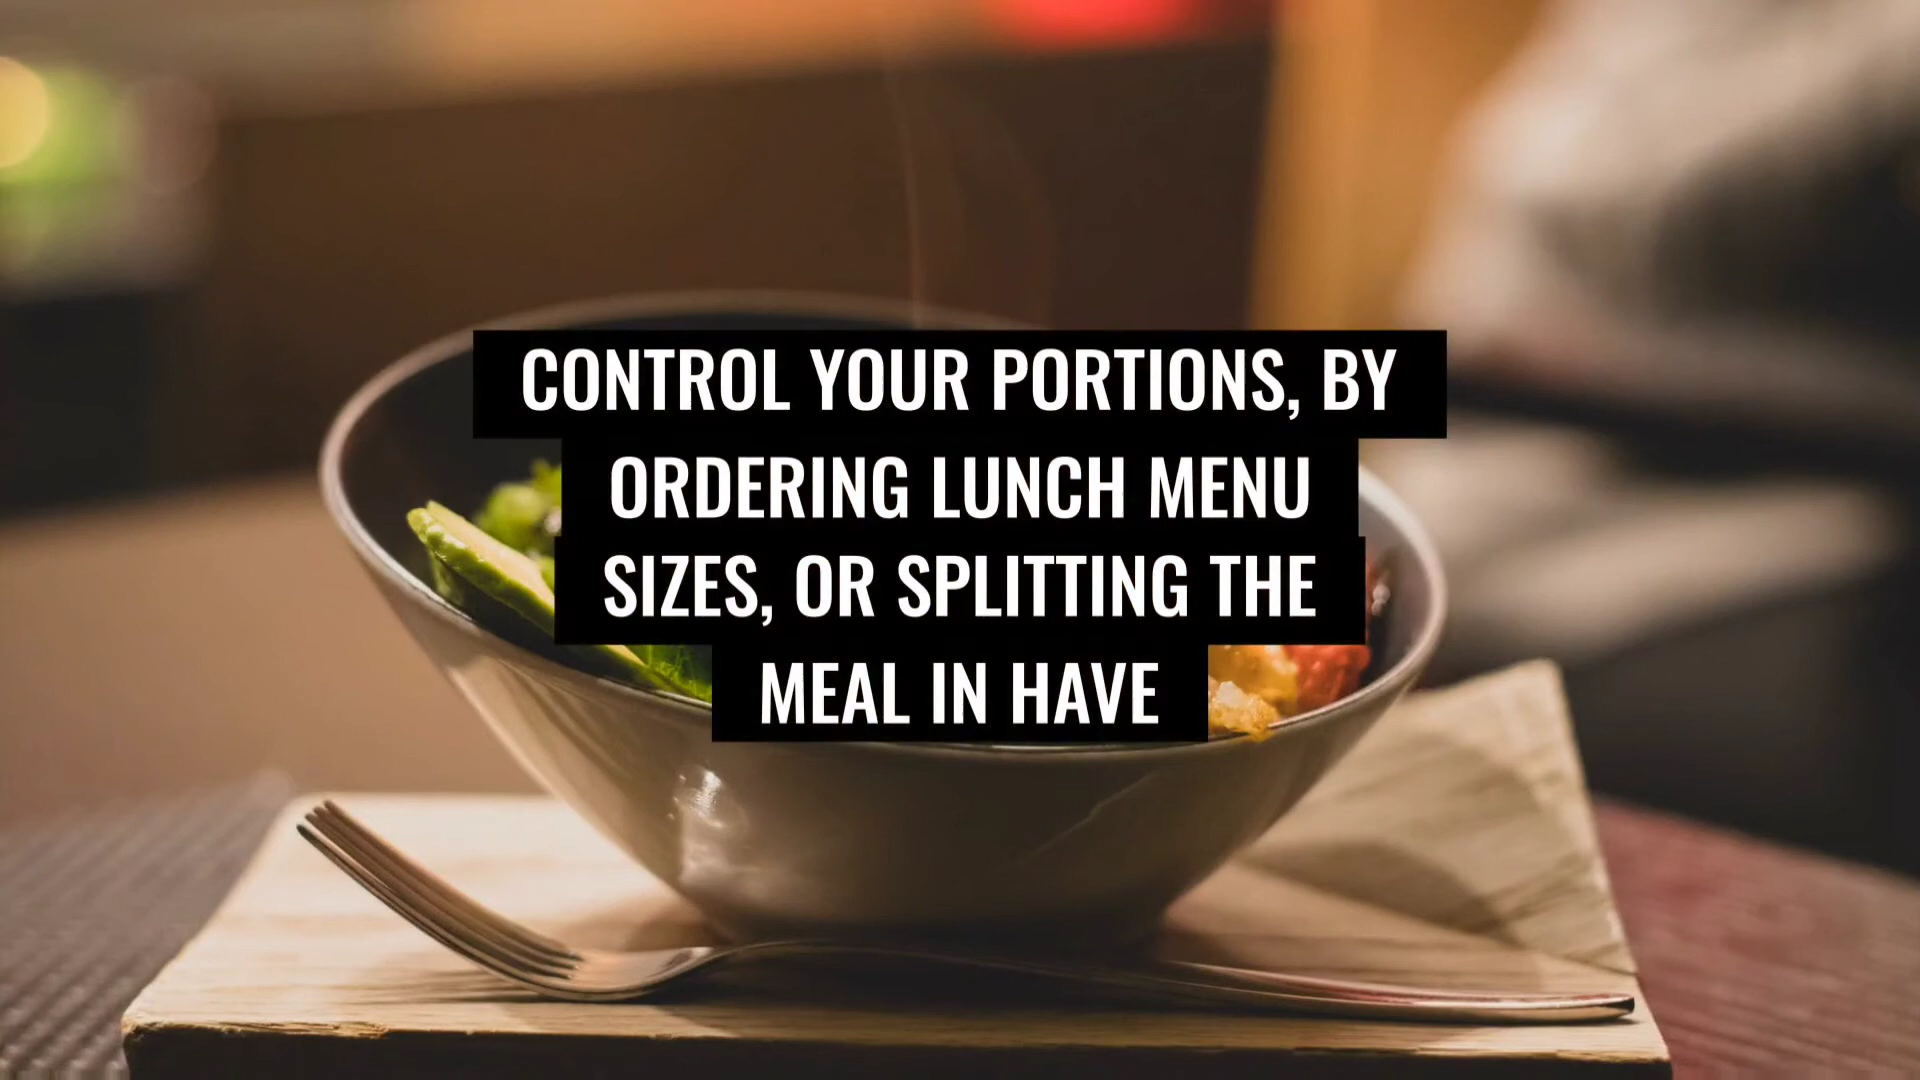 CONTROL YOUR PORTIONS, BY
ORDERING LUNCH MENU
SIZES, OR SPLITTING THE
MEAL IN HAVE